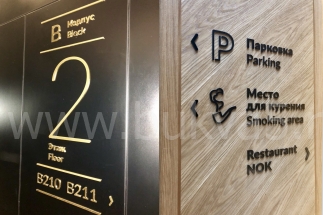 B Корпус
Block
2
Этаж
Floor
B210 B211 >
< P Парковка
Parking
< Место
для курения
Smoking area
Restaurant >
NOK